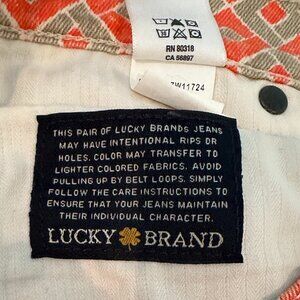 RN 80318
CA 56897
7W11724
THIS PAIR OF LUCKY BRANDS JEANS
MAY HAVE INTENTIONAL RIPS OR
HOLES. COLOR MAY TRANSFER TO
LIGHTER COLORED FABRICS. AVOID
PULLING UP BY BELT LOOPS. SIMPLY
FOLLOW THE CARE INSTRUCTIONS TO
ENSURE THAT YOUR JEANS MAINTAIN
THEIR INDIVIDUAL CHARACTER.
LUCKY BRAND